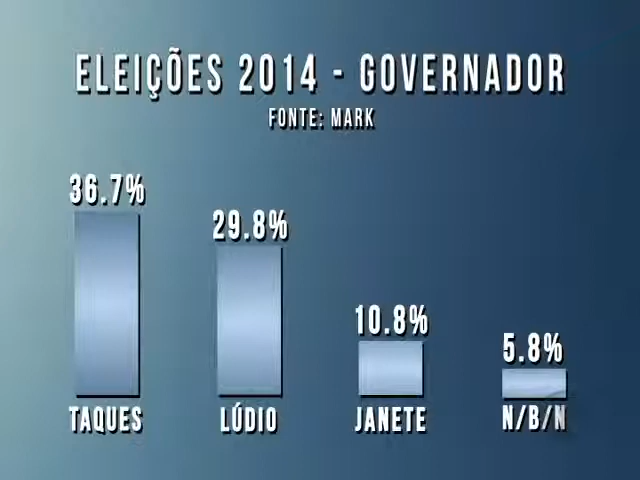 ELEIÇÕES 2014 - GOVERNADOR
FONTE: MARK
36.7%
29.8%
10.8%
5.8%
TAQUES
LÚDIO
JANETE
N/B/N